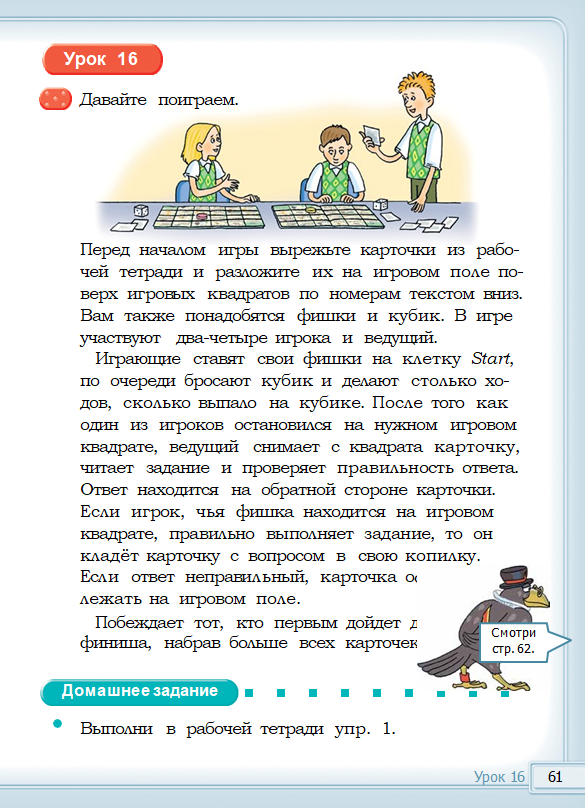 Урок 16
Давайте поиграем.
Перед началом игры вырежьте карточки из рабо-
чей тетради и разложите их на игровом поле по-
верх игровых квадратов по номерам текстом вниз.
Вам также понадобятся фишки и кубик. В игре
участвуют два-четыре игрока и ведущий.
Играющие ставят свои фишки на клетку Start,
по очереди бросают кубик и делают столько хо-
дов, сколько выпало на кубике. После того как
один из игроков остановился на нужном игровом
квадрате, ведущий снимает с квадрата карточку,
читает задание и проверяет правильность ответа.
Ответ находится на обратной стороне карточки.
Если игрок, чья фишка находится на игровом
квадрате, правильно выполняет задание, то он
кладёт карточку с вопросом в свою копилку.
Если ответ неправильный, карточка
лежать на игровом поле.
Побеждает тот, кто первым дойдет
финиша, набрав больше всех карточек
Смотри
стр. 62.
Домашнее задание
Выполни в рабочей тетради упр. 1.
Урок 16 61